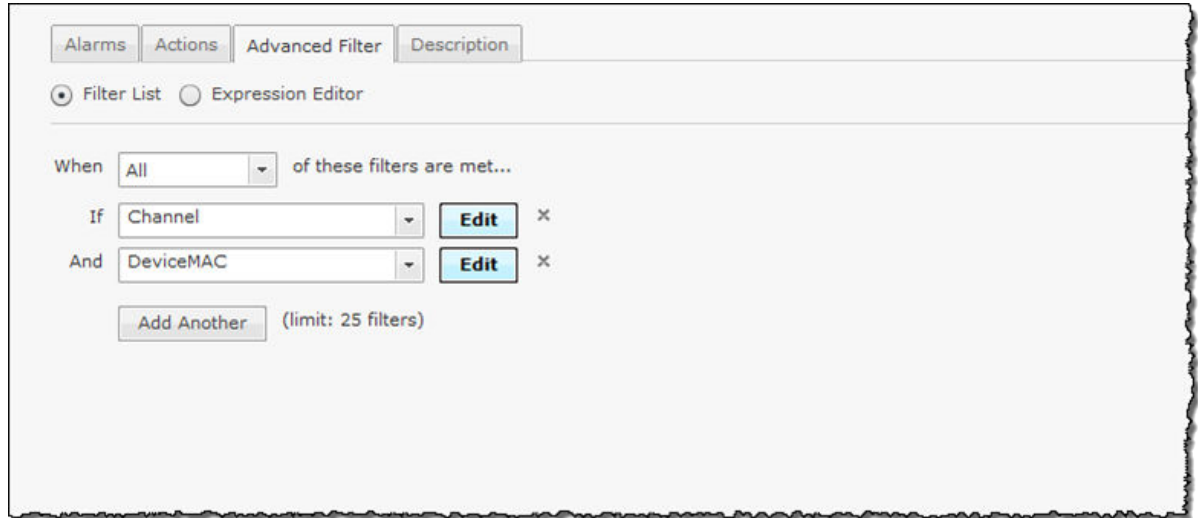 Alarms Actions Advanced Filter Description
Filter List Expression Editor
When All of these filters are met...
If Channel Edit
And DeviceMAC Edit
Add Another (limit: 25 filters)